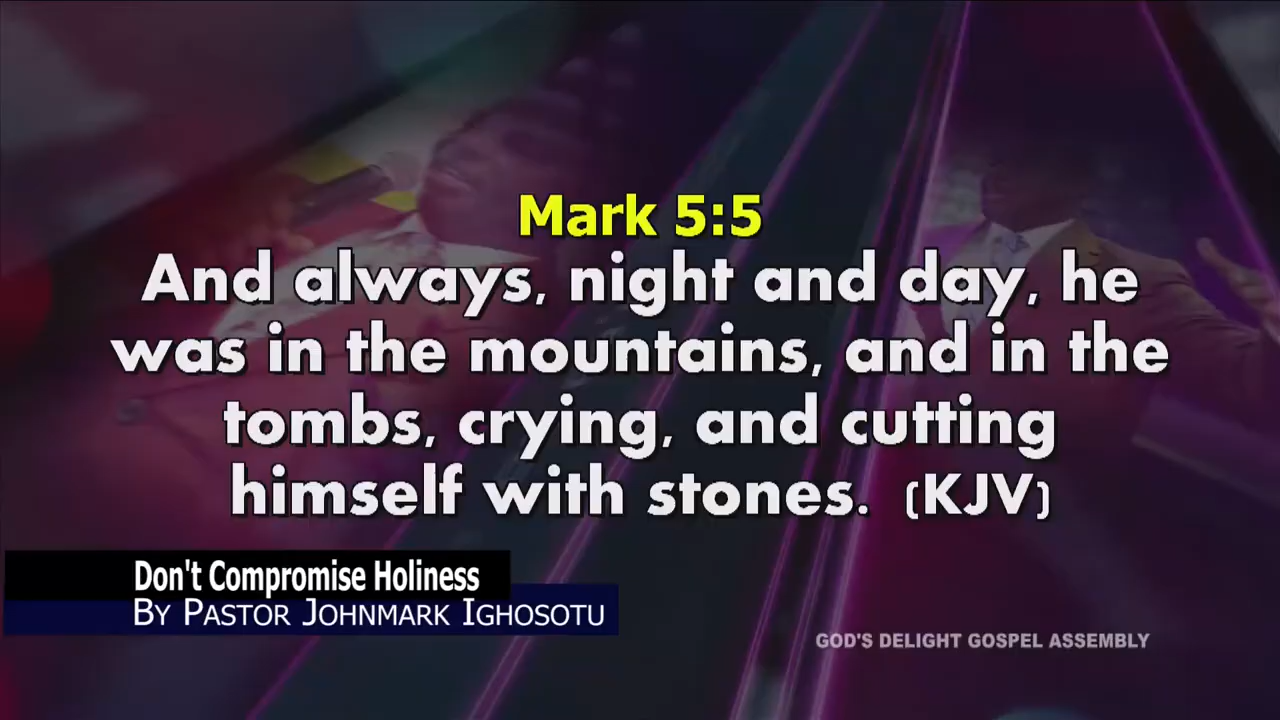 Mark 5:5
And always, night and day, he
was in the mountains, and in the
tombs, crying, and cutting
himself with stones. (KJV)
Don't Compromise Holiness
By Pastor Johnmark Ighosotu
GOD'S DELIGHT GOSPEL ASSEMBLY